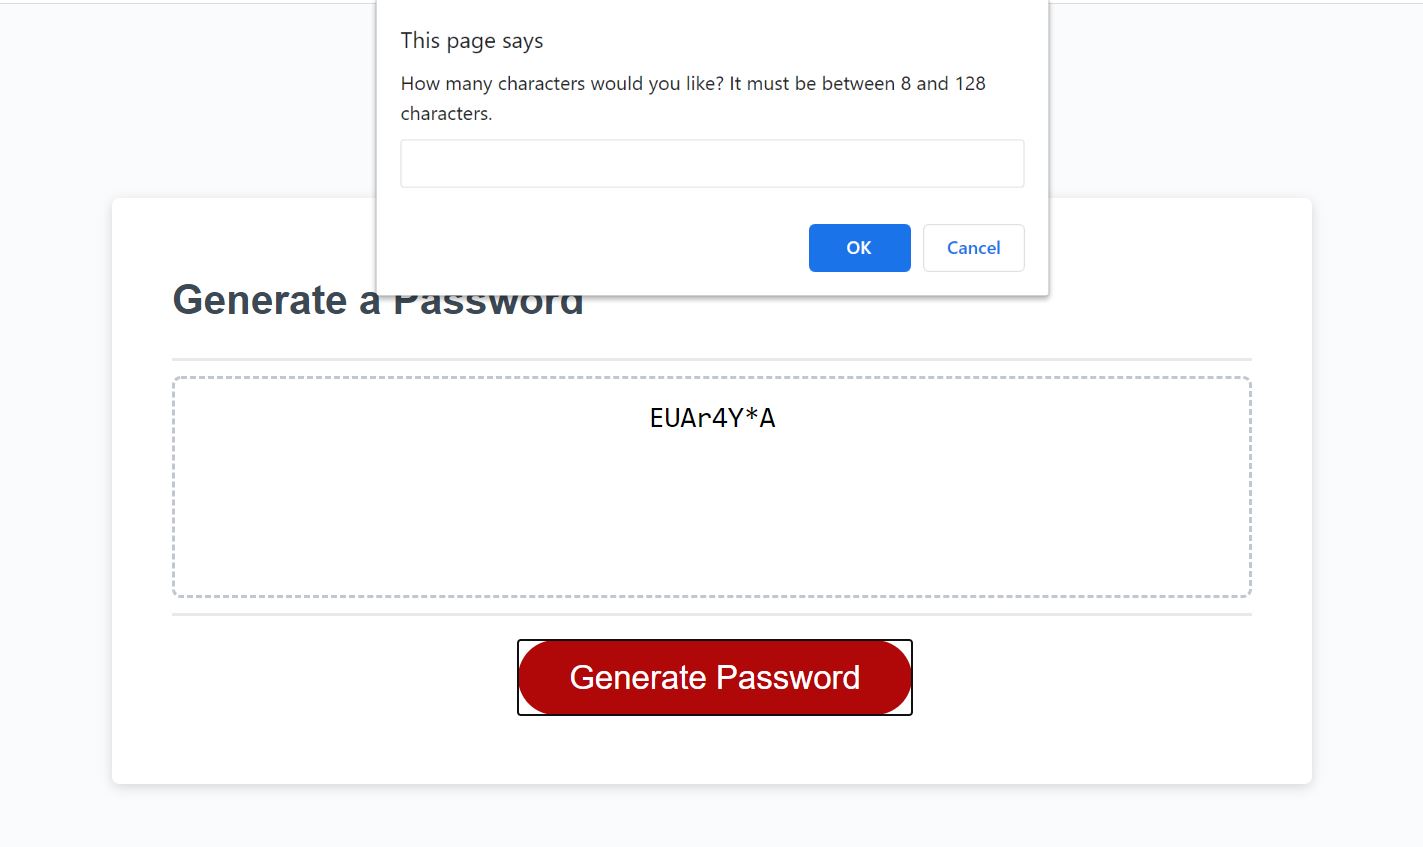 This page says
How many characters would you like? It must be between 8 and 128
characters.
OK
Cancel
Generate a Password
EUAr4Y*A
Generate Password